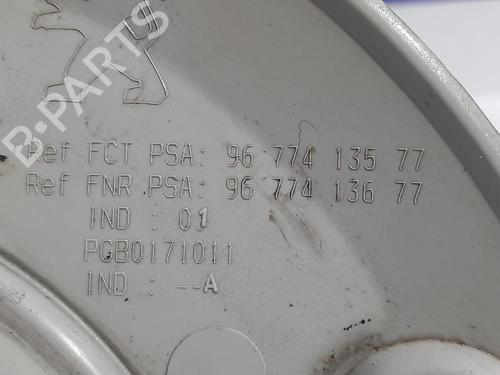 B-PARTS
Ref FCT PSA: 96 774 135 77
Ref FNR PSA: 96 774 136 77
IND : 01
PGB0171011
IND : --A